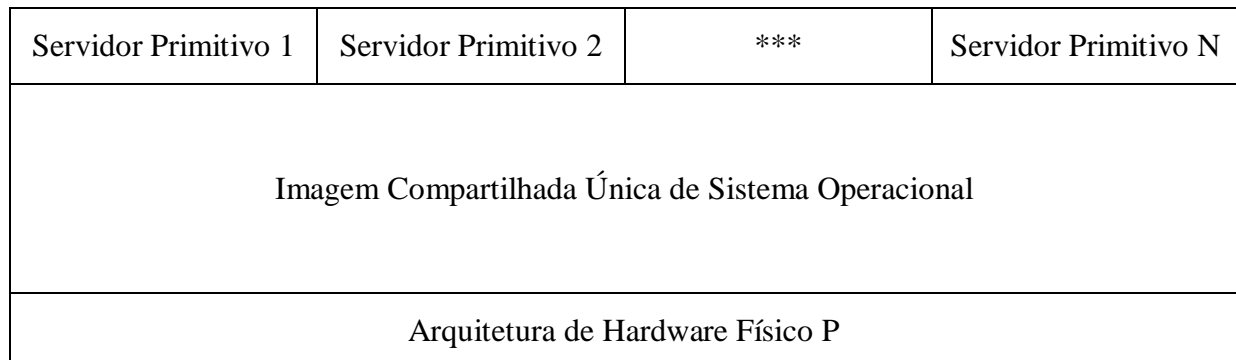 Servidor Primitivo 1
Servidor Primitivo 2
***
Servidor Primitivo N
Imagem Compartilhada Única de Sistema Operacional
Arquitetura de Hardware Físico P